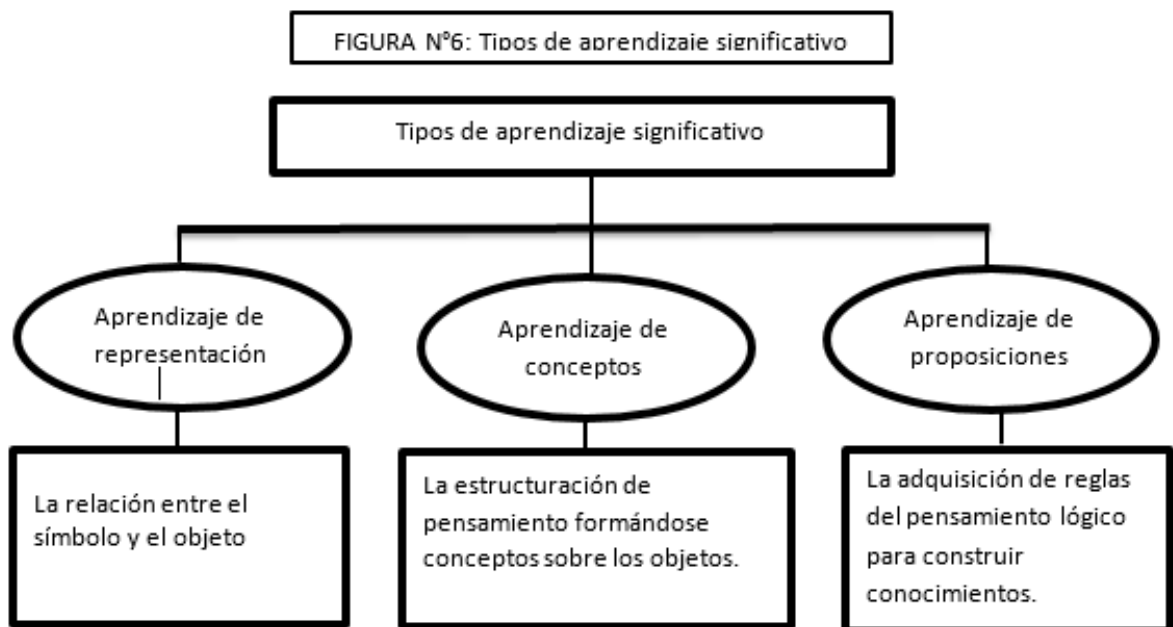 FIGURA N°6: Tipos de aprendizaje significativo
Tipos de aprendizaje significativo
Aprendizaje de
representación
Aprendizaje de
conceptos
Aprendizaje de
proposiciones
La relación entre el
símbolo y el objeto
La estructuración de
pensamiento formándose
conceptos sobre los objetos.
La adquisición de reglas
del pensamiento lógico
para construir
conocimientos.